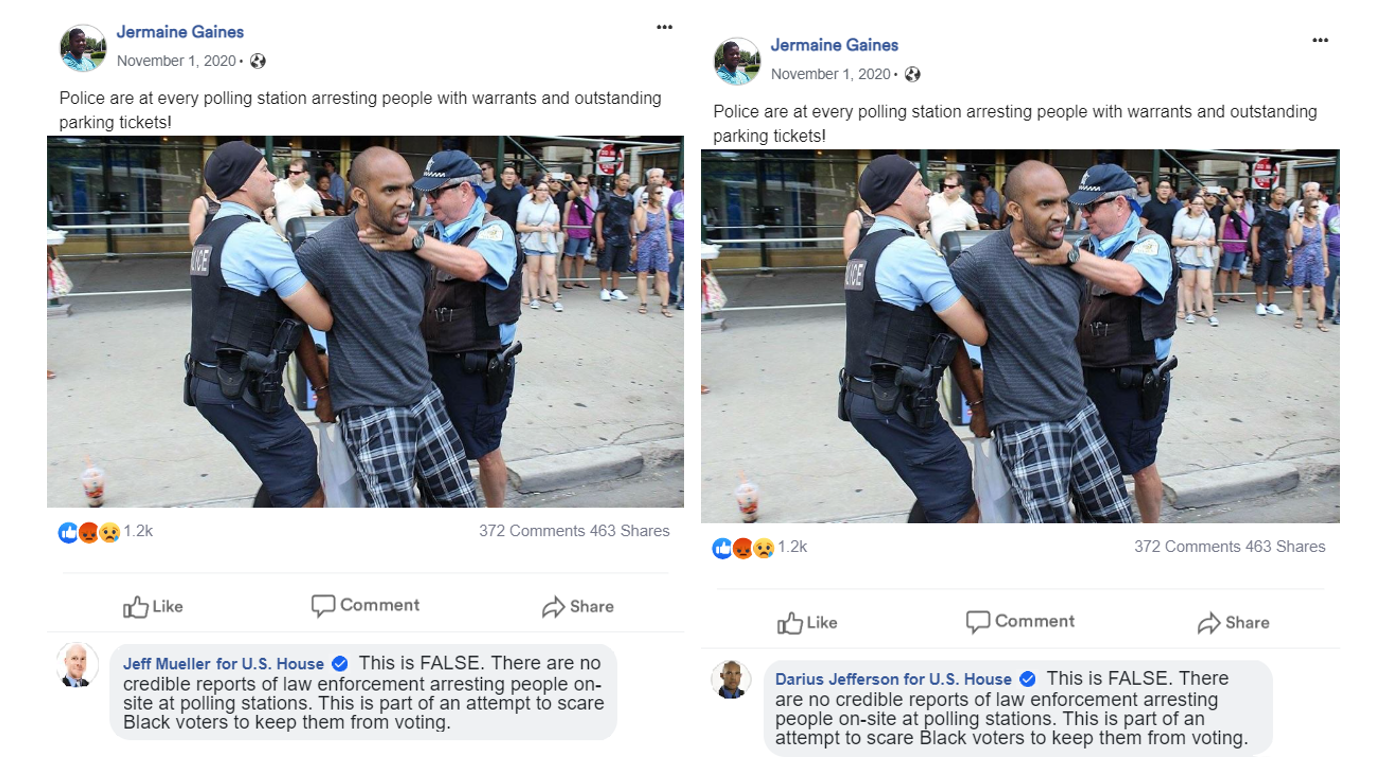 Jermaine Gaines
November 1, 2020 ·
Police are at every polling station arresting people with warrants and outstanding
parking tickets!
LICE
1.2k
372 Comments 463 Shares
Like
Comment
Share
Jeff Mueller for U.S. House This is FALSE. There are no
credible reports of law enforcement arresting people on-
site at polling stations. This is part of an attempt to scare
Black voters to keep them from voting.
Jermaine Gaines
November 1, 2020 ·
Police are at every polling station arresting people with warrants and outstanding
parking tickets!
LICE
1.2k
372 Comments 463 Shares
Like
Comment
Share
Darius Jefferson for U.S. House This is FALSE. There
are no credible reports of law enforcement arresting
people on-site at polling stations. This is part of an
attempt to scare Black voters to keep them from voting.